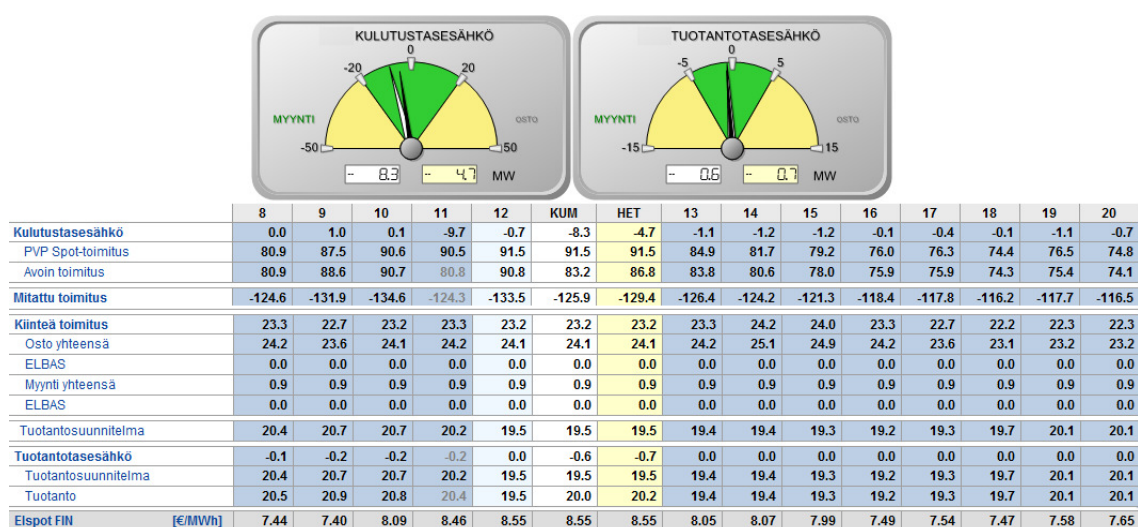 KULUTUSTASESÄHKÖ
0
-20 20
MYYNTI OSTO
-50 50
- 8.3 - 4.7 MW
TUOTANTOTASESÄHKÖ
0
-5 5
MYYNTI OSTO
-15 15
- 0.6 - 0.7 MW
8 9 10 11 12 KUM HET 13 14 15 16 17 18 19 20
Kulutustasesähkö 0.0 1.0 0.1 -9.7 -0.7 -8.3 -4.7 -1.1 -1.2 -1.2 -0.1 -0.4 -0.1 -1.1 -0.7
PVP Spot-toimitus 80.9 87.5 90.6 90.5 91.5 91.5 91.5 84.9 81.7 79.2 76.0 76.3 74.4 76.5 74.8
Avoin toimitus 80.9 88.6 90.7 80.8 90.8 83.2 86.8 83.8 80.6 78.0 75.9 75.9 74.3 75.4 74.1
Mitattu toimitus -124.6 -131.9 -134.6 -124.3 -133.5 -125.9 -129.4 -126.4 -124.2 -121.3 -118.4 -117.8 -116.2 -117.7 -116.5
Kiinteä toimitus 23.3 22.7 23.2 23.3 23.2 23.2 23.2 23.3 24.2 24.0 23.3 22.7 22.2 22.3 22.3
Osto yhteensä 24.2 23.6 24.1 24.2 24.1 24.1 24.1 24.2 25.1 24.9 24.2 23.6 23.1 23.2 23.2
ELBAS 0.0 0.0 0.0 0.0 0.0 0.0 0.0 0.0 0.0 0.0 0.0 0.0 0.0 0.0 0.0
Myynti yhteensä 0.9 0.9 0.9 0.9 0.9 0.9 0.9 0.9 0.9 0.9 0.9 0.9 0.9 0.9 0.9
ELBAS 0.0 0.0 0.0 0.0 0.0 0.0 0.0 0.0 0.0 0.0 0.0 0.0 0.0 0.0 0.0
Tuotantosuunnitelma 20.4 20.7 20.7 20.2 19.5 19.5 19.5 19.4 19.4 19.3 19.2 19.3 19.7 20.1 20.1
Tuotantotasesähkö -0.1 -0.2 -0.2 -0.2 0.0 -0.6 -0.7 0.0 0.0 0.0 0.0 0.0 0.0 0.0 0.0
Tuotantosuunnitelma 20.4 20.7 20.7 20.2 19.5 19.5 19.5 19.4 19.4 19.3 19.2 19.3 19.7 20.1 20.1
Tuotanto 20.5 20.9 20.8 20.4 19.5 20.0 20.2 19.4 19.4 19.3 19.2 19.3 19.7 20.1 20.1
Elspot FIN [€/MWh] 7.44 7.40 8.09 8.46 8.55 8.55 8.55 8.05 8.07 7.99 7.49 7.54 7.47 7.58 7.65